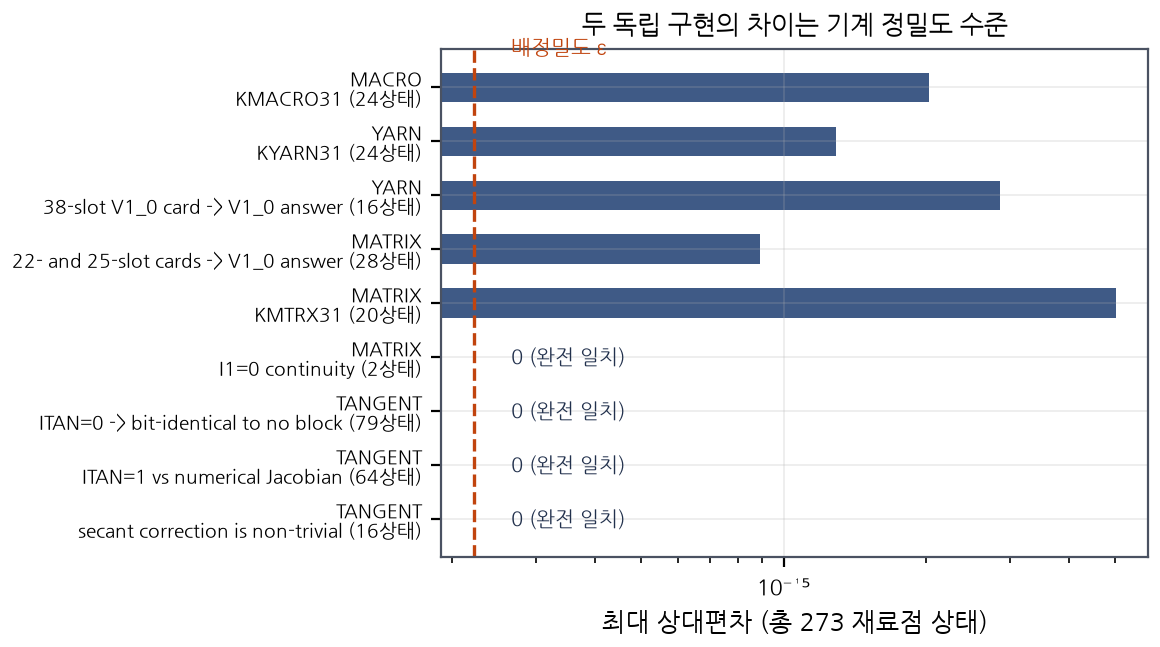 두 독립 구현의 차이는 기계 정밀도 수준
배정밀도 ε
MACRO
KMACRO31 (24상태)
YARN
KYARN31 (24상태)
YARN
38-slot V1_0 card -> V1_0 answer (16상태)
MATRIX
22- and 25-slot cards -> V1_0 answer (28상태)
MATRIX
KMTRX31 (20상태)
MATRIX
I1=0 continuity (2상태)
0 (완전 일치)
TANGENT
ITAN=0 -> bit-identical to no block (79상태)
0 (완전 일치)
TANGENT
ITAN=1 vs numerical Jacobian (64상태)
0 (완전 일치)
TANGENT
secant correction is non-trivial (16상태)
0 (완전 일치)
10⁻¹⁵
최대 상대편차 (총 273 재료점 상태)